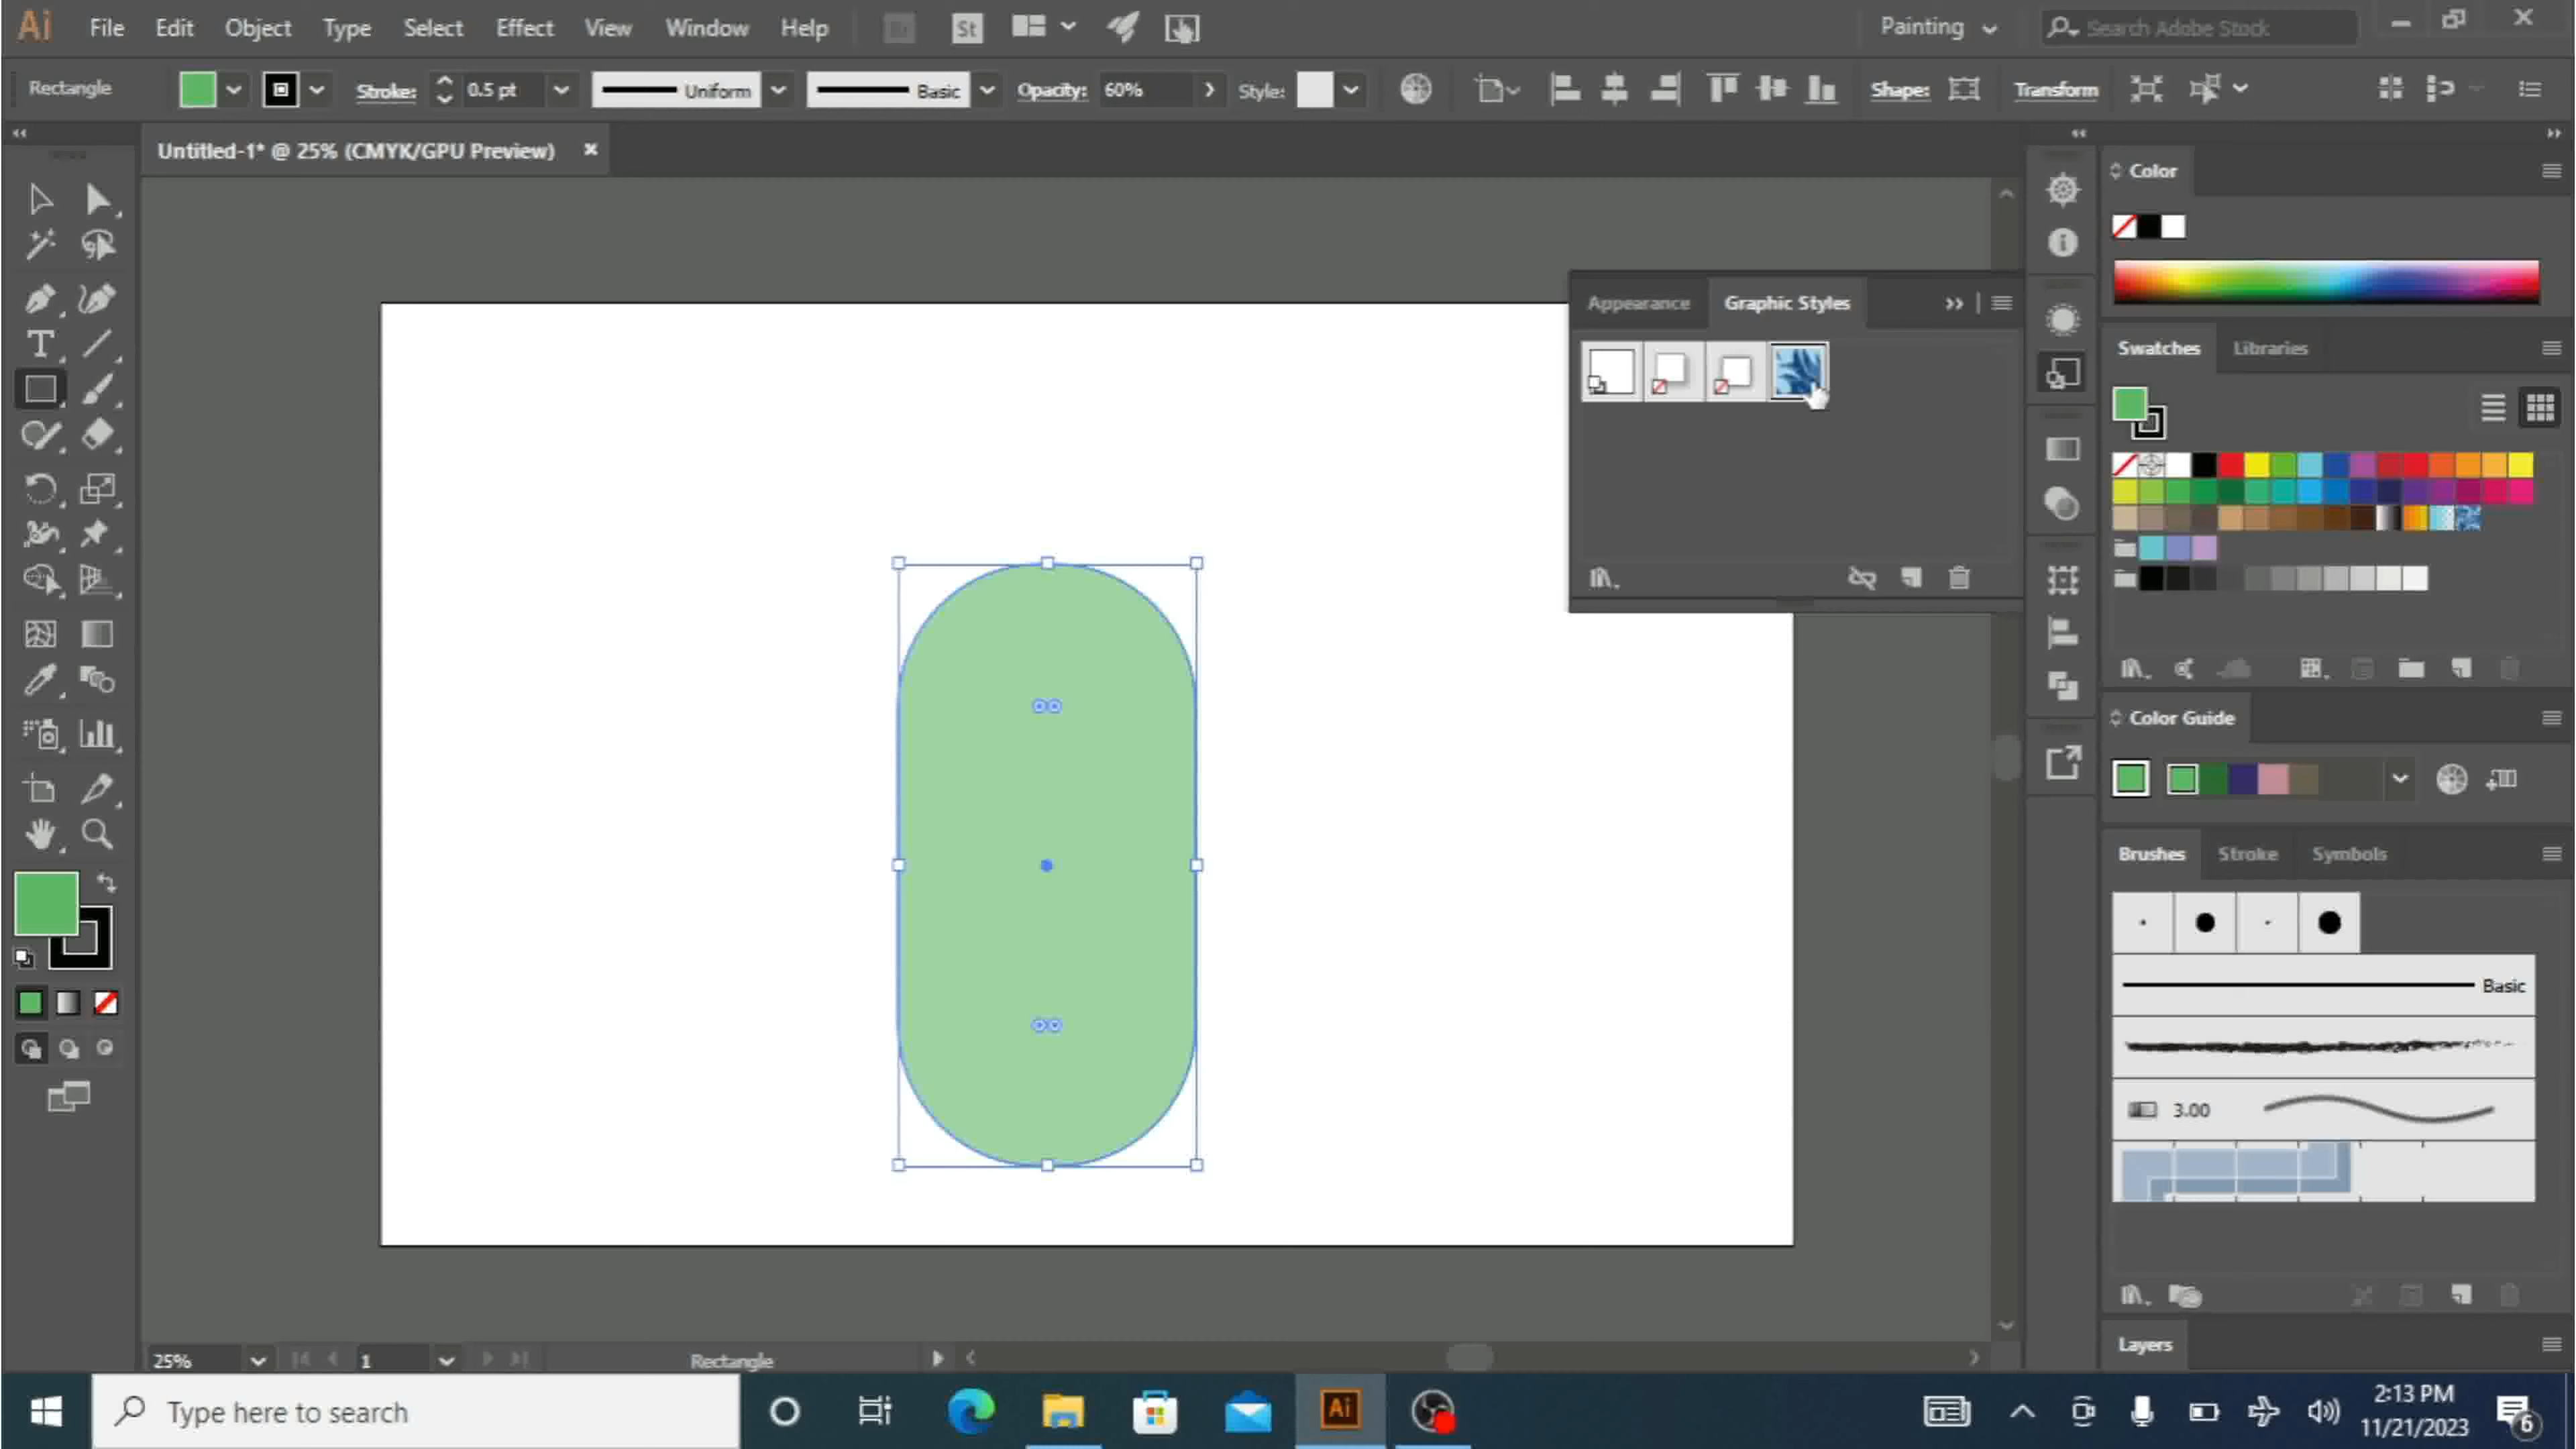 Ai File Edit Object Type Select Effect View Window Help Br St Painting Search Adobe Stock
Rectangle Stroke: 0.5 pt Uniform Basic Opacity: 60% Style: Shape: Transform
Untitled-1* @ 25% (CMYK/GPU Preview)
Color
Appearance Graphic Styles
Swatches Libraries
Color Guide
Brushes Stroke Symbols
Basic
3.00
Layers
25% 1 Rectangle
Type here to search
Ai
2:13 PM
11/21/2023
6